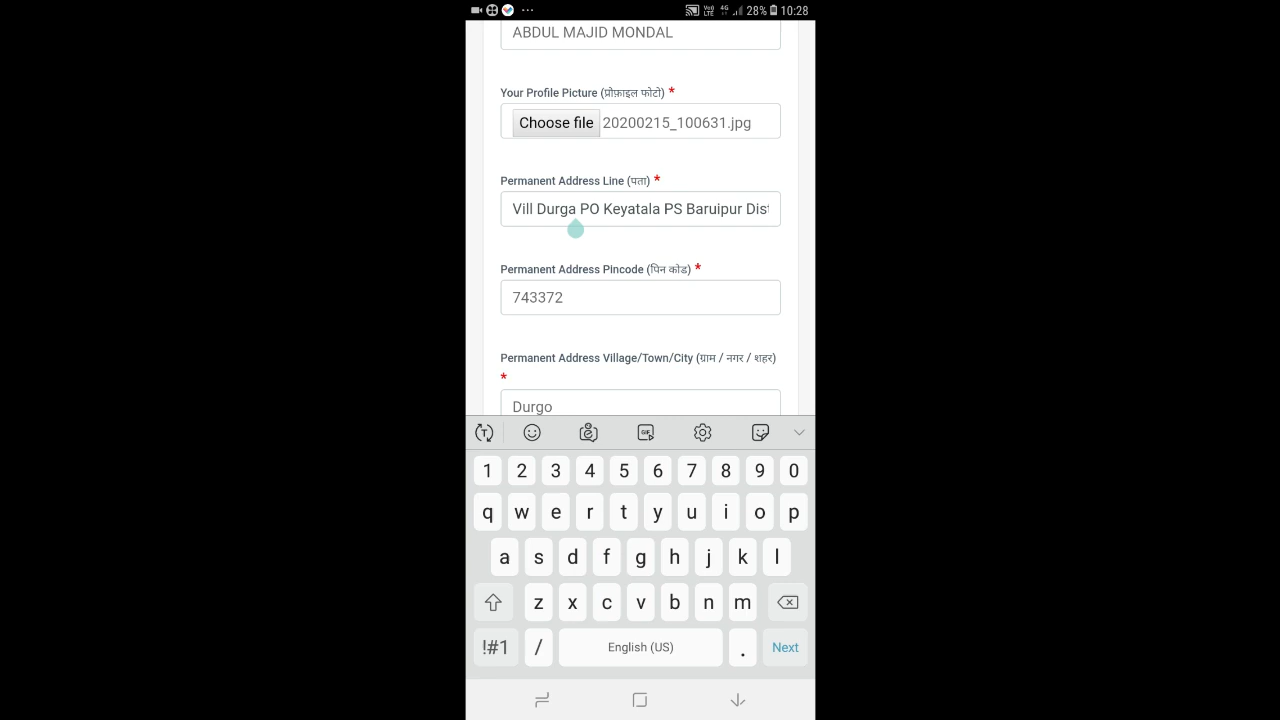 28% 10:28
ABDUL MAJID MONDAL
Your Profile Picture (प्रोफ़ाइल फोटो) *
Choose file 20200215_100631.jpg
Permanent Address Line (पता) *
Vill Durga PO Keyatala PS Baruipur Dist
Permanent Address Pincode (पिन कोड) *
743372
Permanent Address Village/Town/City (ग्राम / नगर / शहर)
*
Durgo
GIF
1 2 3 4 5 6 7 8 9 0
q w e r t y u i o p
a s d f g h j k l
z x c v b n m
!#1 / English (US) . Next